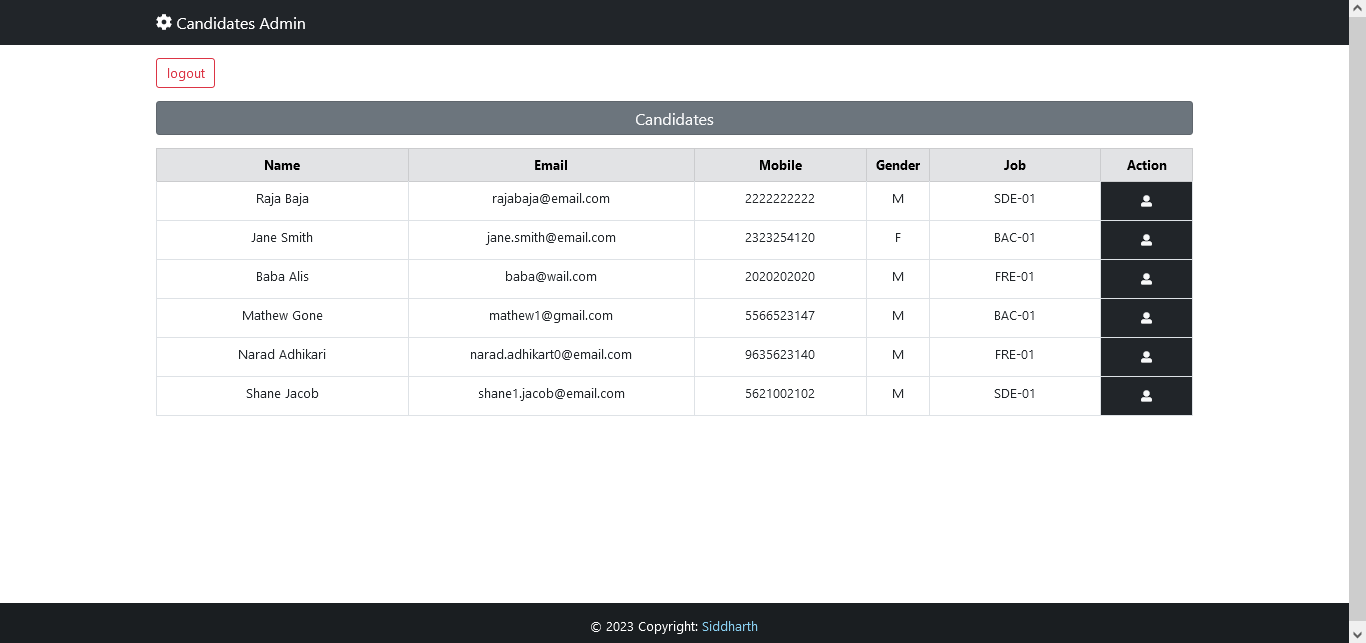 Candidates Admin
logout
Candidates
Name Email Mobile Gender Job Action
Raja Baja rajabaja@email.com 2222222222 M SDE-01
Jane Smith jane.smith@email.com 2323254120 F BAC-01
Baba Alis baba@wail.com 2020202020 M FRE-01
Mathew Gone mathew1@gmail.com 5566523147 M BAC-01
Narad Adhikari narad.adhikart0@email.com 9635623140 M FRE-01
Shane Jacob shane1.jacob@email.com 5621002102 M SDE-01
© 2023 Copyright: Siddharth